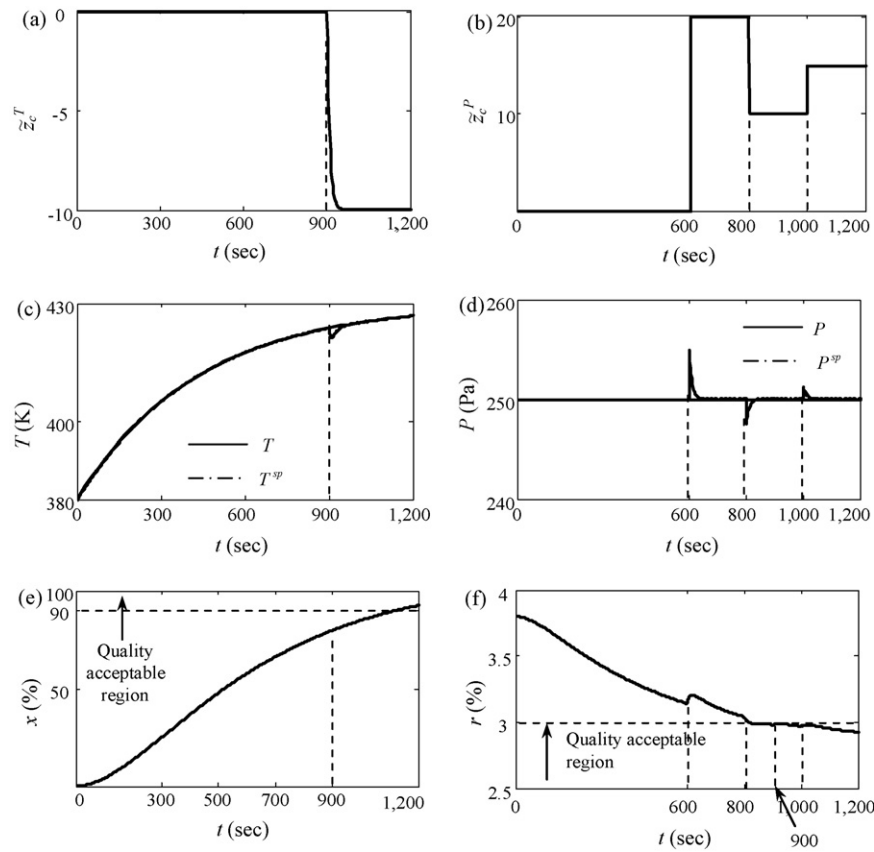 (a)
0
-5
-10
z̃_c^T
0 300 600 900 1,200
t (sec)
(b)
20
10
z̃_c^P
0 600 800 1,000 1,200
t (sec)
(c)
430
400
380
T (K)
T
T^sp
0 300 600 900 1,200
t (sec)
(d)
260
250
240
P (Pa)
P
P^sp
0 600 800 1,000 1,200
t (sec)
(e)
100
90
50
x (%)
Quality
acceptable
region
0 300 500 700 900 1,200
t (sec)
(f)
4
3.5
3
2.5
r (%)
Quality acceptable
region
0 600 800 1,000 1,200
t (sec)
900